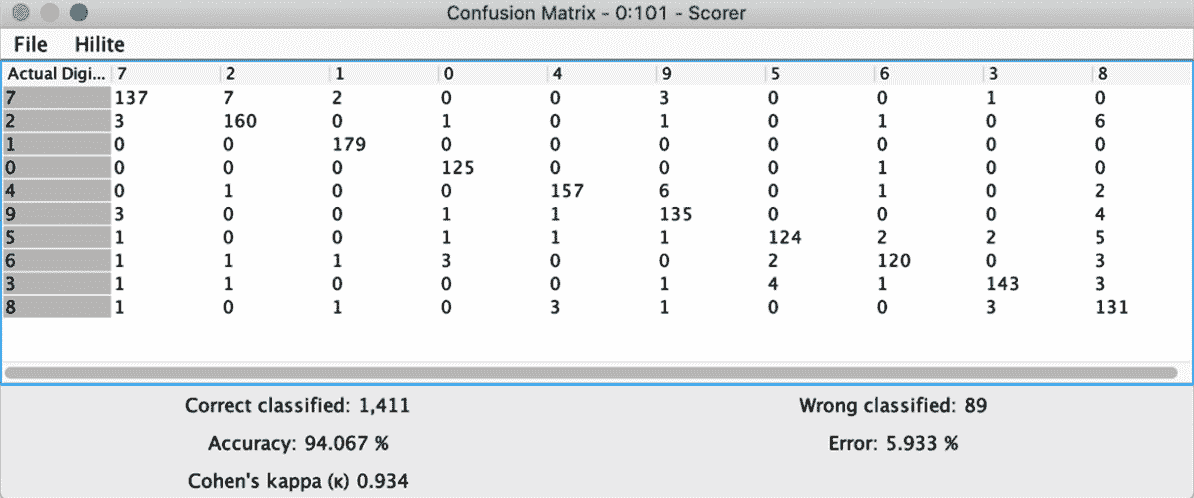 Confusion Matrix - 0:101 - Scorer
File Hilite
Actual Digi... 7 2 1 0 4 9 5 6 3 8
7 137 7 2 0 0 3 0 0 1 0
2 3 160 0 1 0 1 0 1 0 6
1 0 0 179 0 0 0 0 0 0 0
0 0 0 0 125 0 0 0 1 0 0
4 0 1 0 0 157 6 0 1 0 2
9 3 0 0 1 1 135 0 0 0 4
5 1 0 0 1 1 1 124 2 2 5
6 1 1 1 3 0 0 2 120 0 3
3 1 1 0 0 0 1 4 1 143 3
8 1 0 1 0 3 1 0 0 3 131
Correct classified: 1,411 Wrong classified: 89
Accuracy: 94.067 % Error: 5.933 %
Cohen's kappa (κ) 0.934